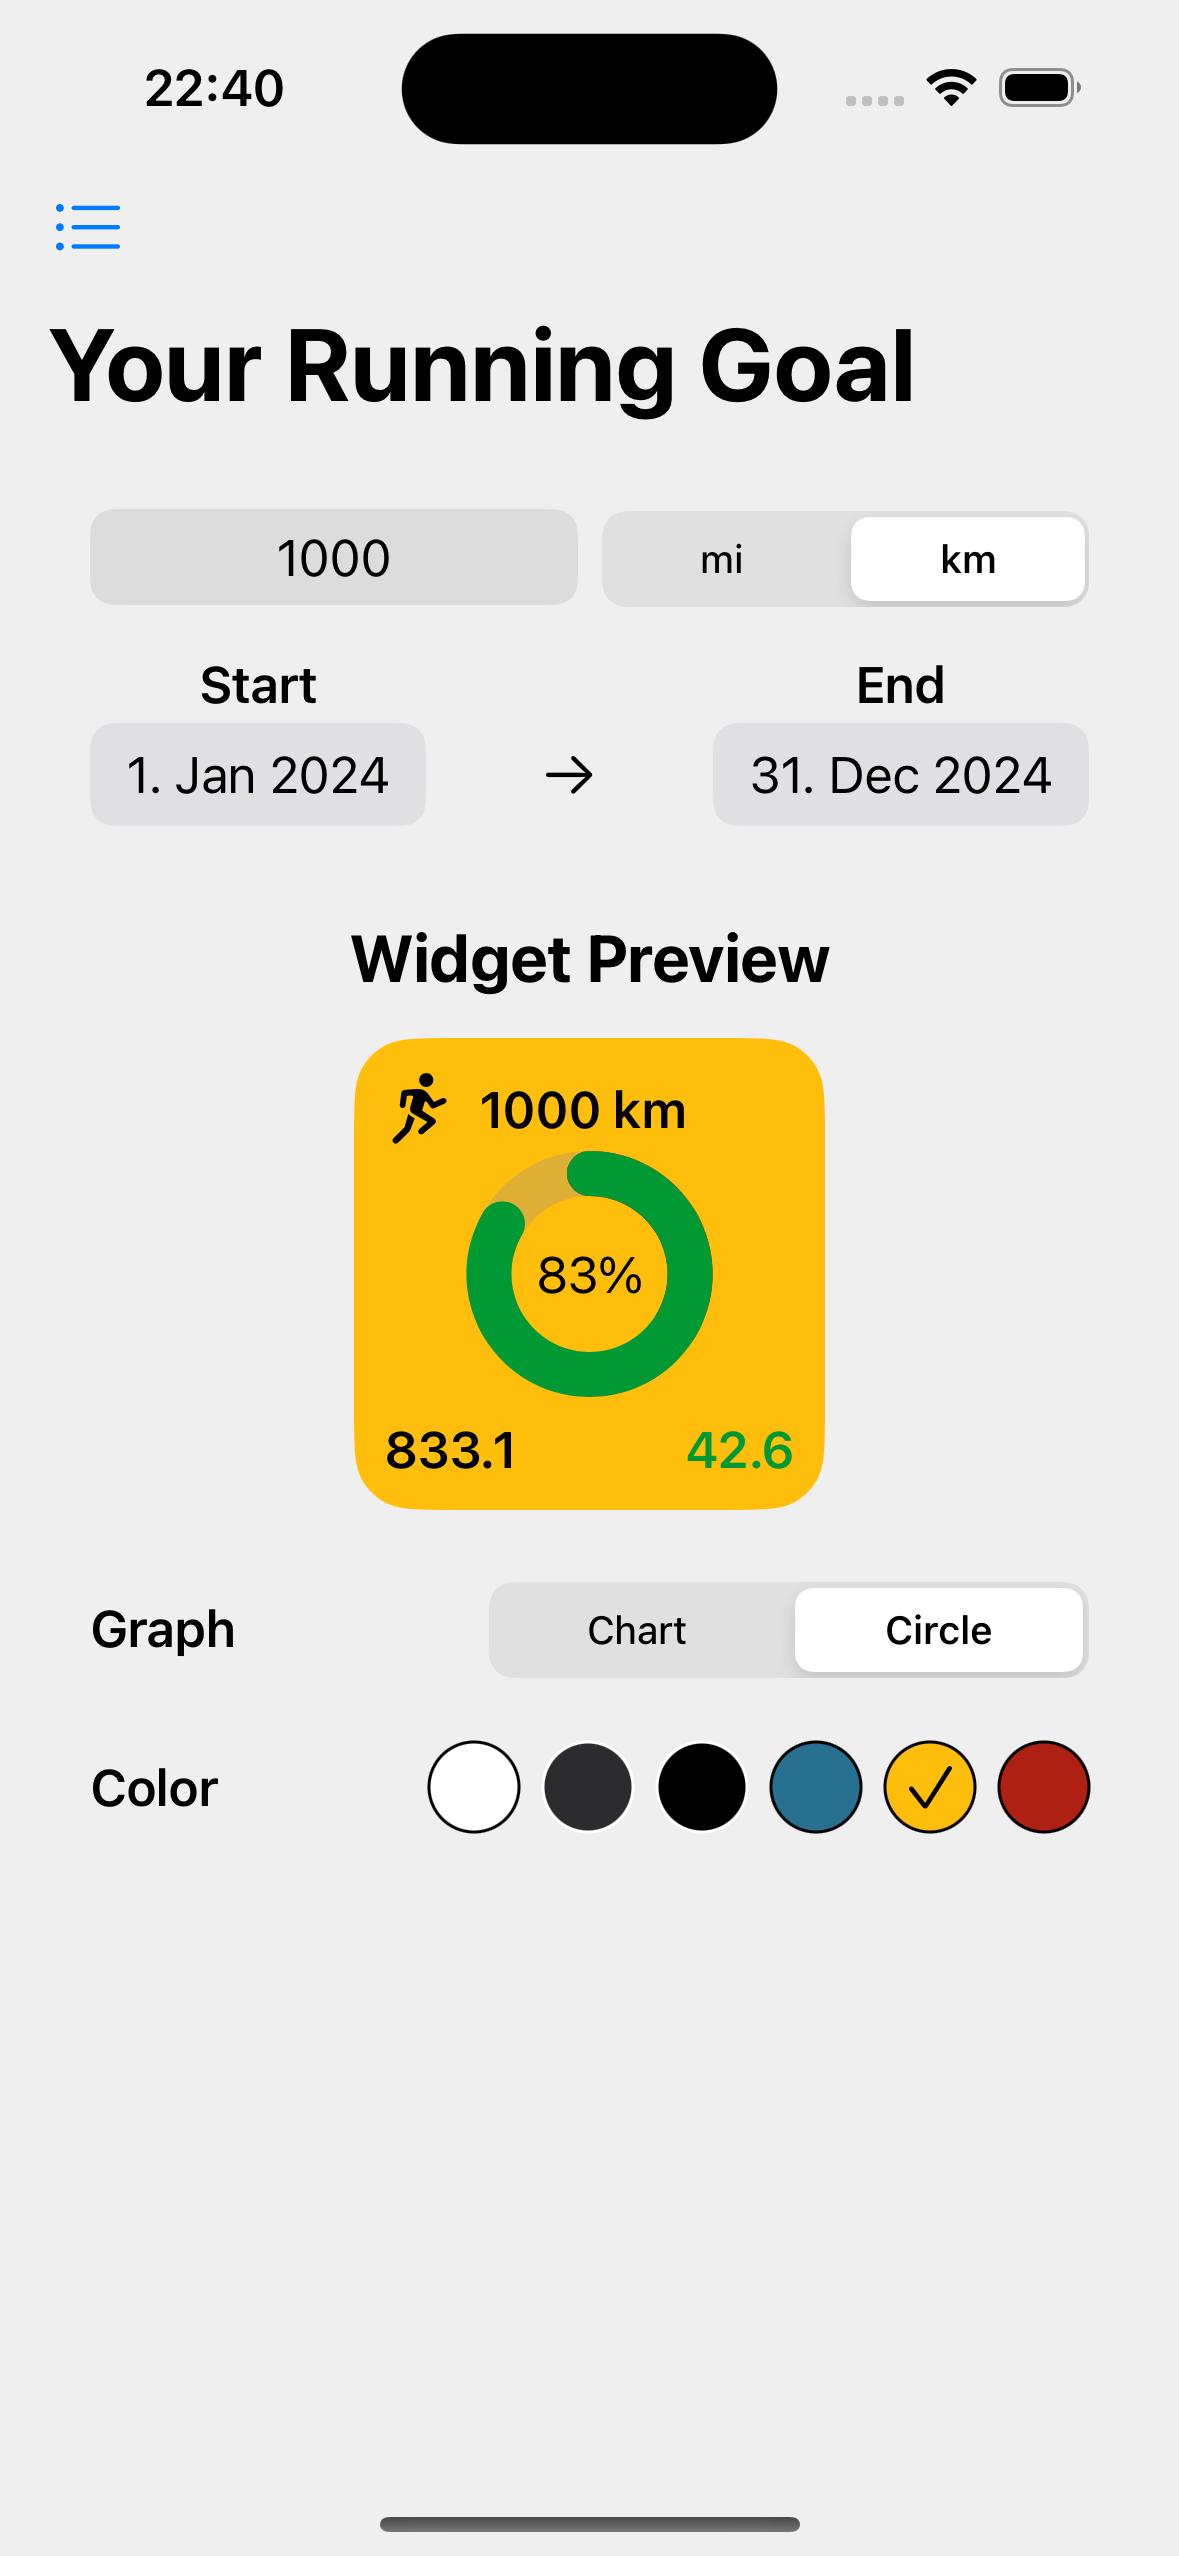 22:40
Your Running Goal
1000 mi km
Start End
1. Jan 2024 → 31. Dec 2024
Widget Preview
1000 km
83%
833.1 42.6
Graph Chart Circle
Color